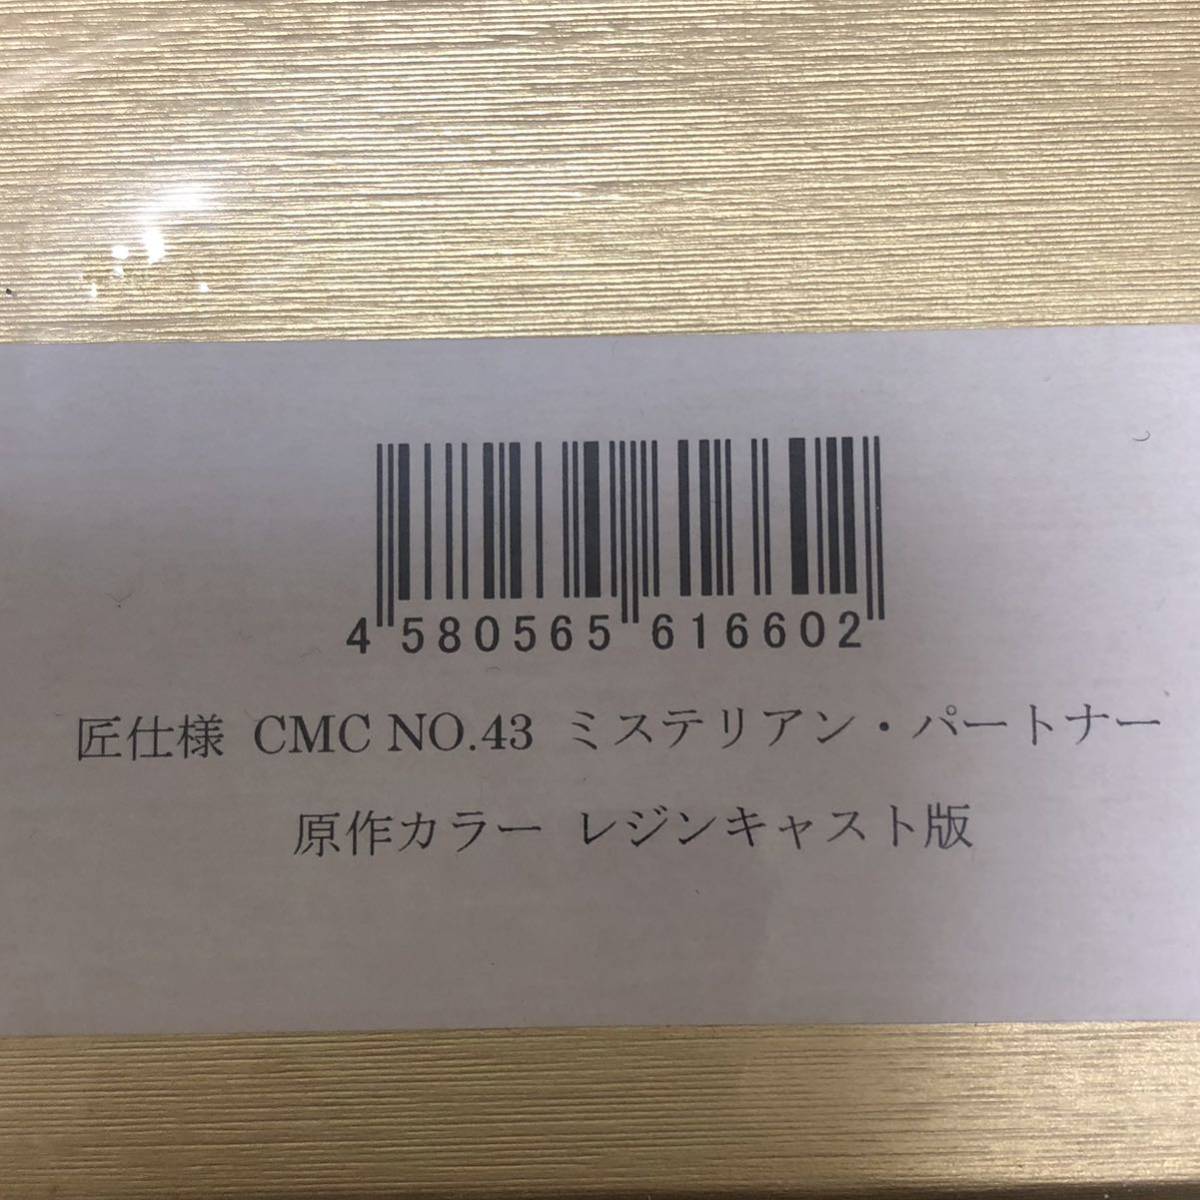 4 580565 616602
匠仕様 CMC NO.43 ミステリアン・パートナー
原作カラー レジンキャスト版